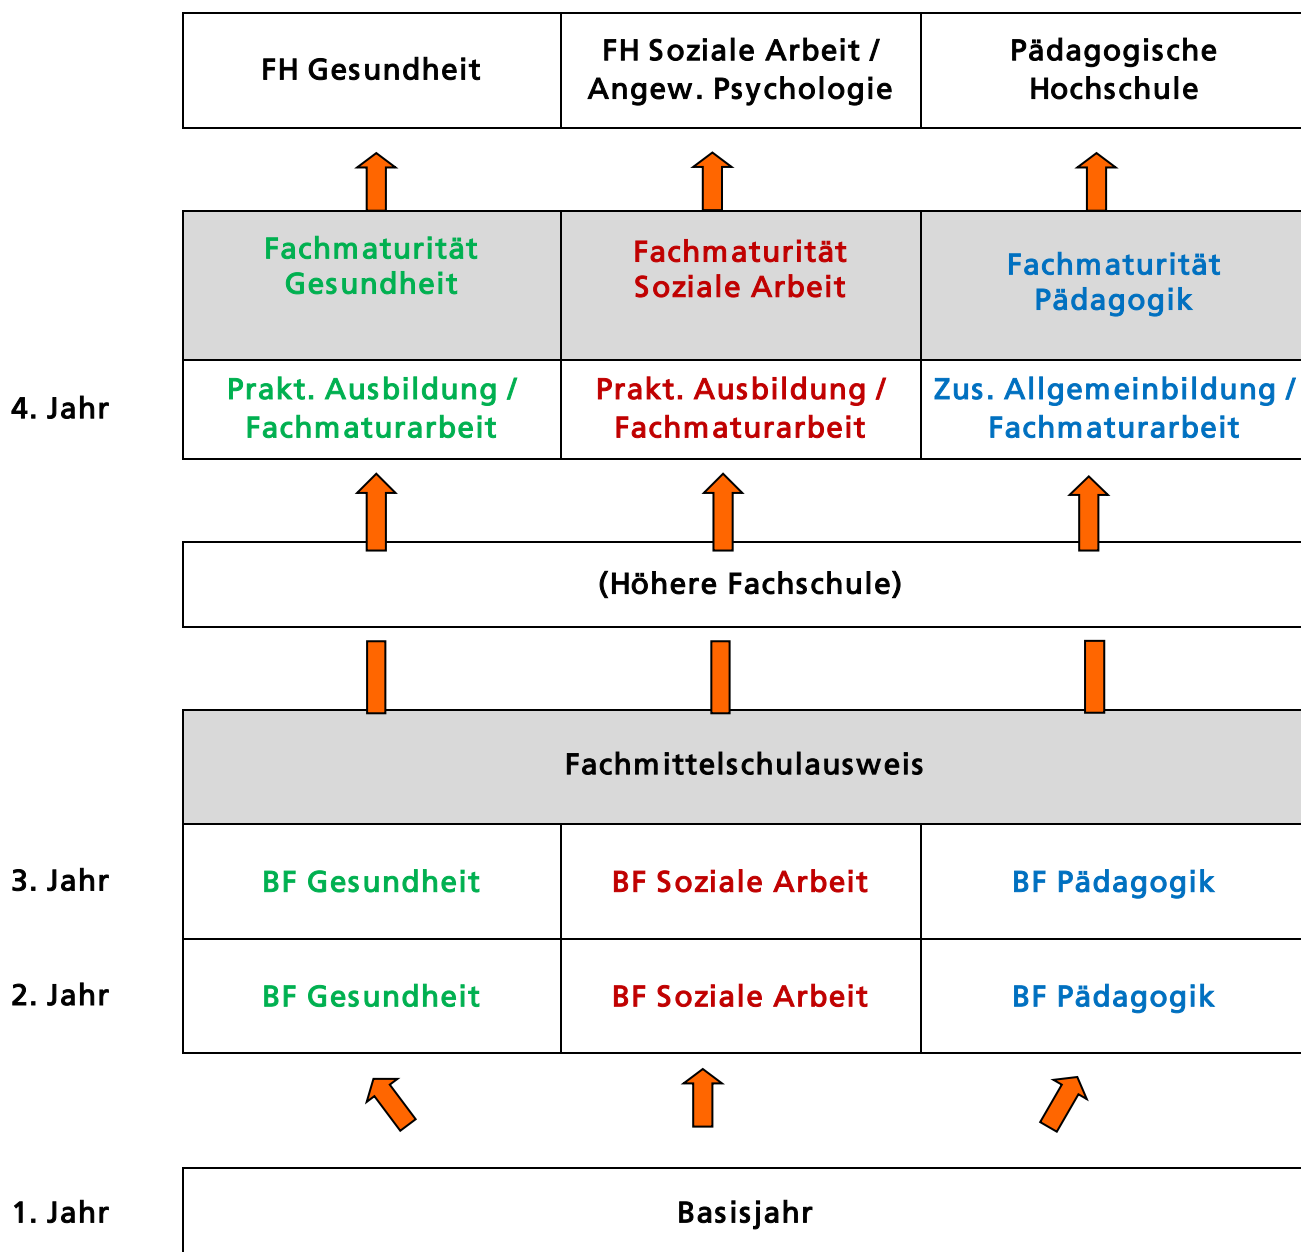 FH Gesundheit
FH Soziale Arbeit /
Angew. Psychologie
Pädagogische
Hochschule
Fachmaturität
Gesundheit
Fachmaturität
Soziale Arbeit
Fachmaturität
Pädagogik
4. Jahr
Prakt. Ausbildung /
Fachmaturarbeit
Prakt. Ausbildung /
Fachmaturarbeit
Zus. Allgemeinbildung /
Fachmaturarbeit
(Höhere Fachschule)
Fachmittelschulausweis
3. Jahr
BF Gesundheit
BF Soziale Arbeit
BF Pädagogik
2. Jahr
BF Gesundheit
BF Soziale Arbeit
BF Pädagogik
1. Jahr
Basisjahr